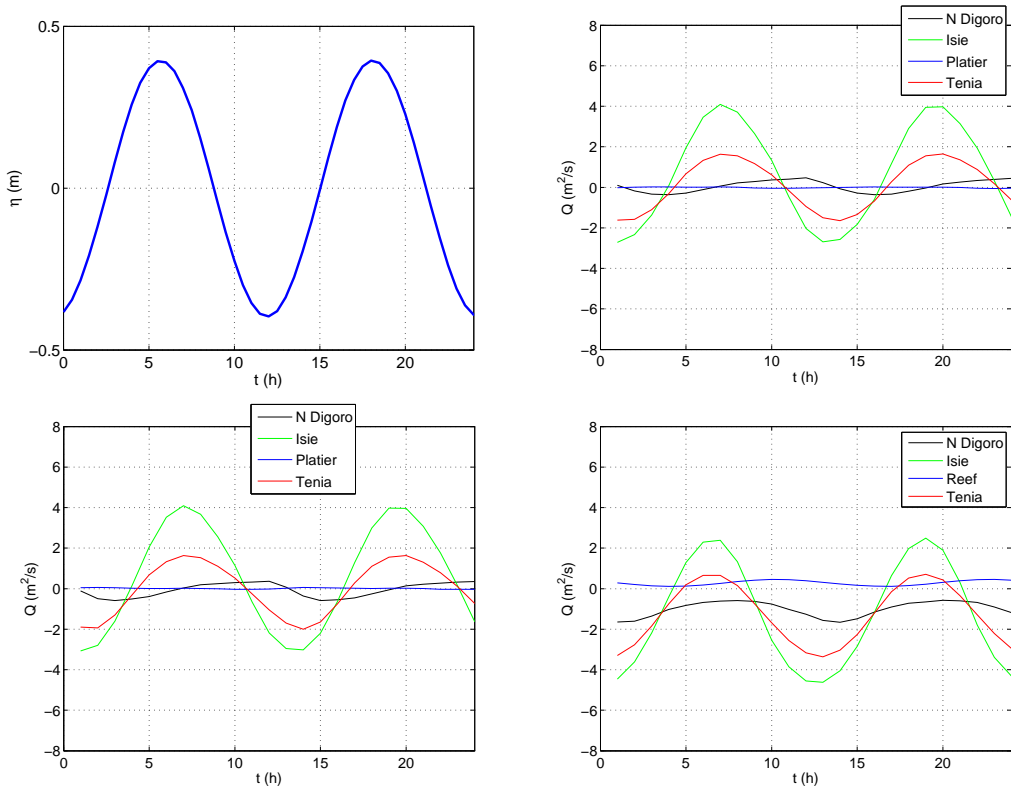 0.5
0
−0.5
η (m)
0 5 10 15 20
t (h)
N Digoro
Isie
Platier
Tenia
8
6
4
2
0
−2
−4
−6
−8
Q (m2/s)
0 5 10 15 20
t (h)
N Digoro
Isie
Platier
Tenia
8
6
4
2
0
−2
−4
−6
−8
Q (m2/s)
0 5 10 15 20
t (h)
N Digoro
Isie
Reef
Tenia
8
6
4
2
0
−2
−4
−6
−8
Q (m2/s)
0 5 10 15 20
t (h)